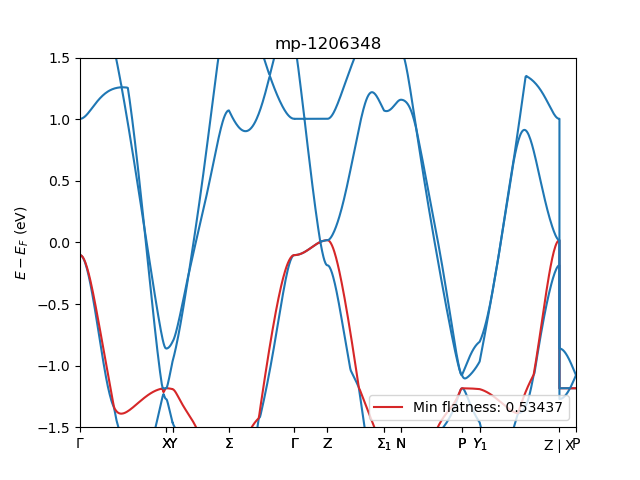 mp-1206348
E − E_F (eV)
1.5
1.0
0.5
0.0
−0.5
−1.0
−1.5
Min flatness: 0.53437
Γ X Y Σ Γ Z Σ₁ N P Y₁ Z | X P